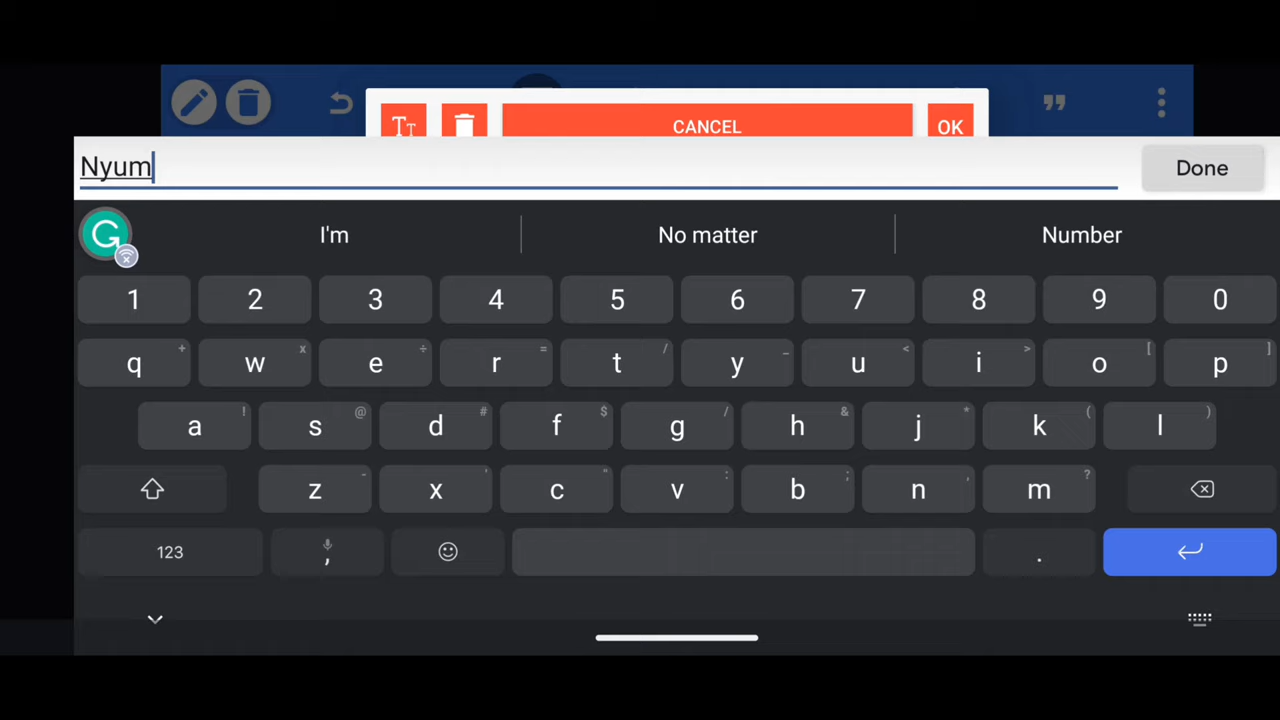 CANCEL
OK
Nyum
Done
I'm
No matter
Number
1 2 3 4 5 6 7 8 9 0
q + w x e ÷ r = t / y _ u < i > o [ p ]
a ! s @ d # f $ g / h & j * k ( l )
z - x ' c " v : b ; n , m ?
123 , .